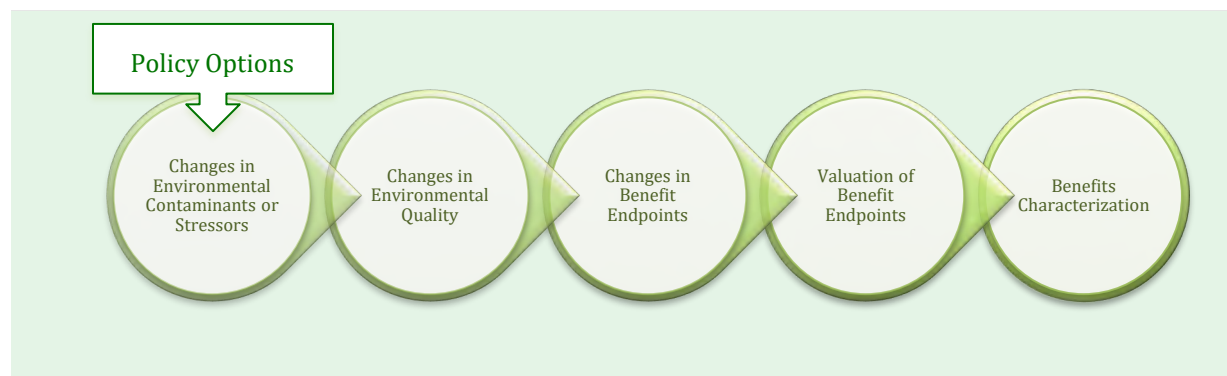 Policy Options
Changes in
Environmental
Contaminants or
Stressors
Changes in
Environmental
Quality
Changes in
Benefit
Endpoints
Valuation of
Benefit
Endpoints
Benefits
Characterization